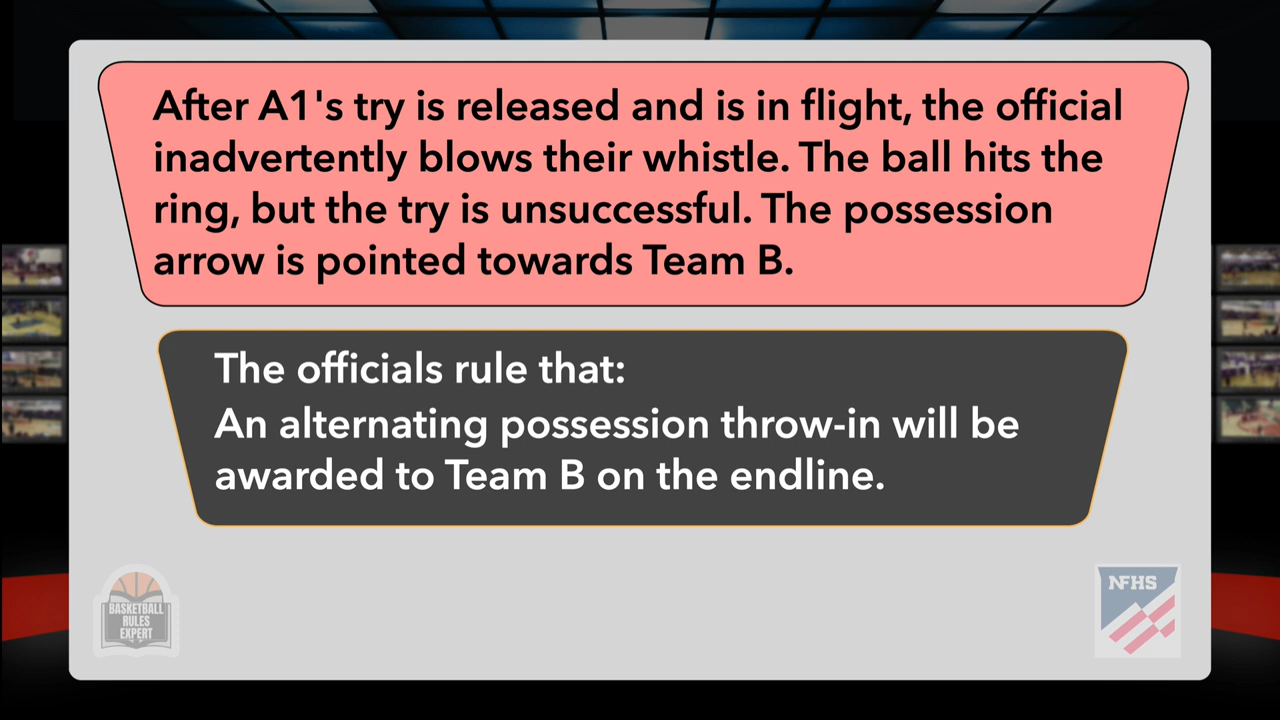 After A1's try is released and is in flight, the official
inadvertently blows their whistle. The ball hits the
ring, but the try is unsuccessful. The possession
arrow is pointed towards Team B.
The officials rule that:
An alternating possession throw-in will be
awarded to Team B on the endline.
BASKETBALL
RULES
EXPERT
NFHS